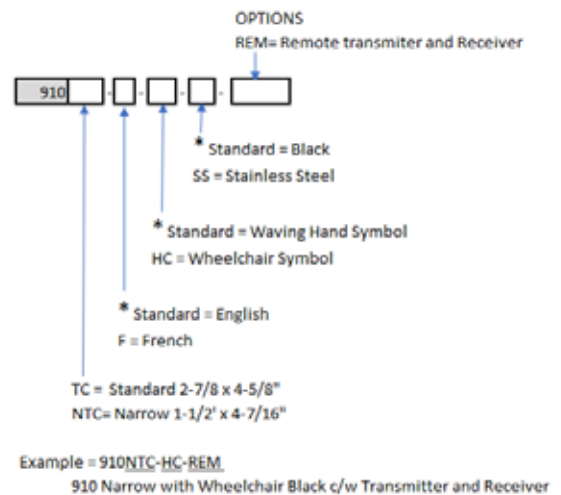 OPTIONS
REM= Remote transmiter and Receiver
910 - - - -
* Standard = Black
SS = Stainless Steel
* Standard = Waving Hand Symbol
HC = Wheelchair Symbol
* Standard = English
F = French
TC = Standard 2-7/8 x 4-5/8"
NTC= Narrow 1-1/2' x 4-7/16"
Example = 910NTC-HC-REM
910 Narrow with Wheelchair Black c/w Transmitter and Receiver